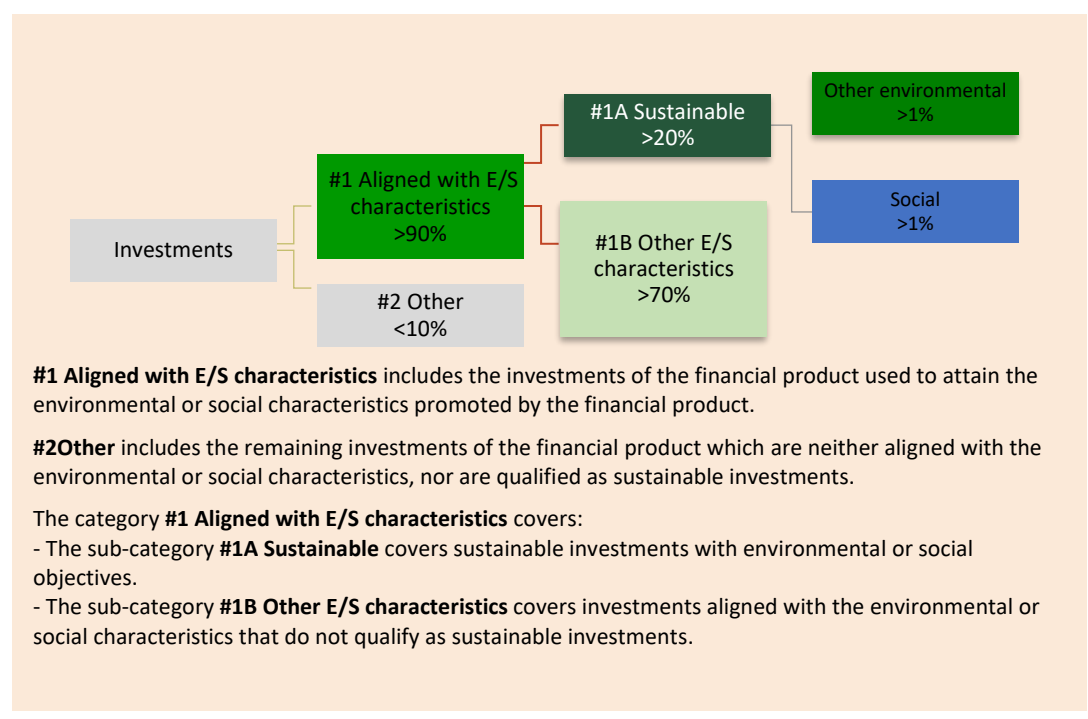 Other environmental
>1%
#1A Sustainable
>20%
#1 Aligned with E/S
characteristics
>90%
Social
>1%
Investments
#1B Other E/S
characteristics
>70%
#2 Other
<10%
#1 Aligned with E/S characteristics includes the investments of the financial product used to attain the
environmental or social characteristics promoted by the financial product.
#2Other includes the remaining investments of the financial product which are neither aligned with the
environmental or social characteristics, nor are qualified as sustainable investments.
The category #1 Aligned with E/S characteristics covers:
- The sub-category #1A Sustainable covers sustainable investments with environmental or social
objectives.
- The sub-category #1B Other E/S characteristics covers investments aligned with the environmental or
social characteristics that do not qualify as sustainable investments.